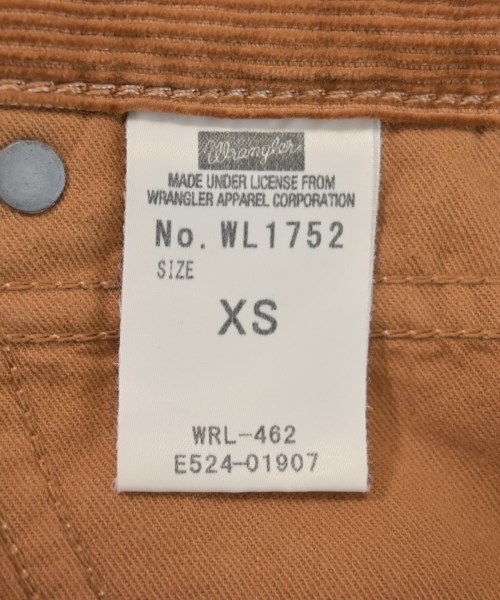 Wrangler
MADE UNDER LICENSE FROM
WRANGLER APPAREL CORPORATION
No. WL1752
SIZE
XS
WRL-462
E524-01907